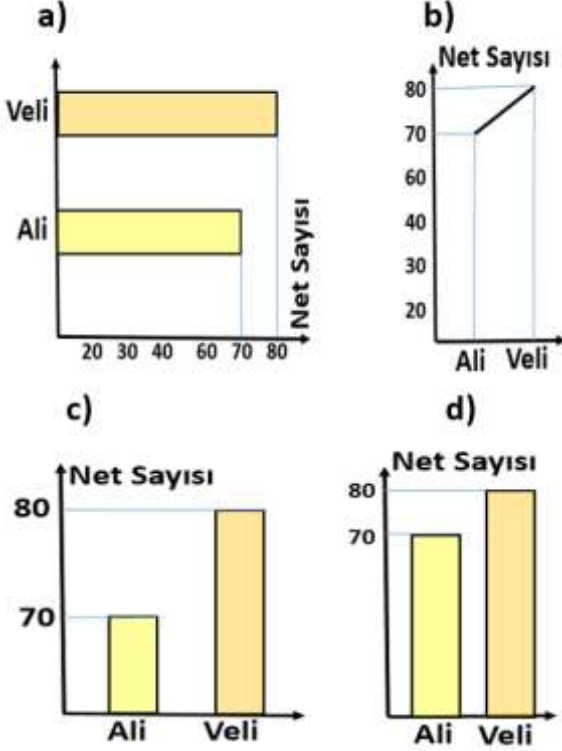 a)
Veli
Ali
20 30 40 60 70 80
Net Sayısı
b)
Net Sayısı
80
70
60
40
30
20
Ali Veli
c)
Net Sayısı
80
70
Ali Veli
d)
Net Sayısı
80
70
Ali Veli